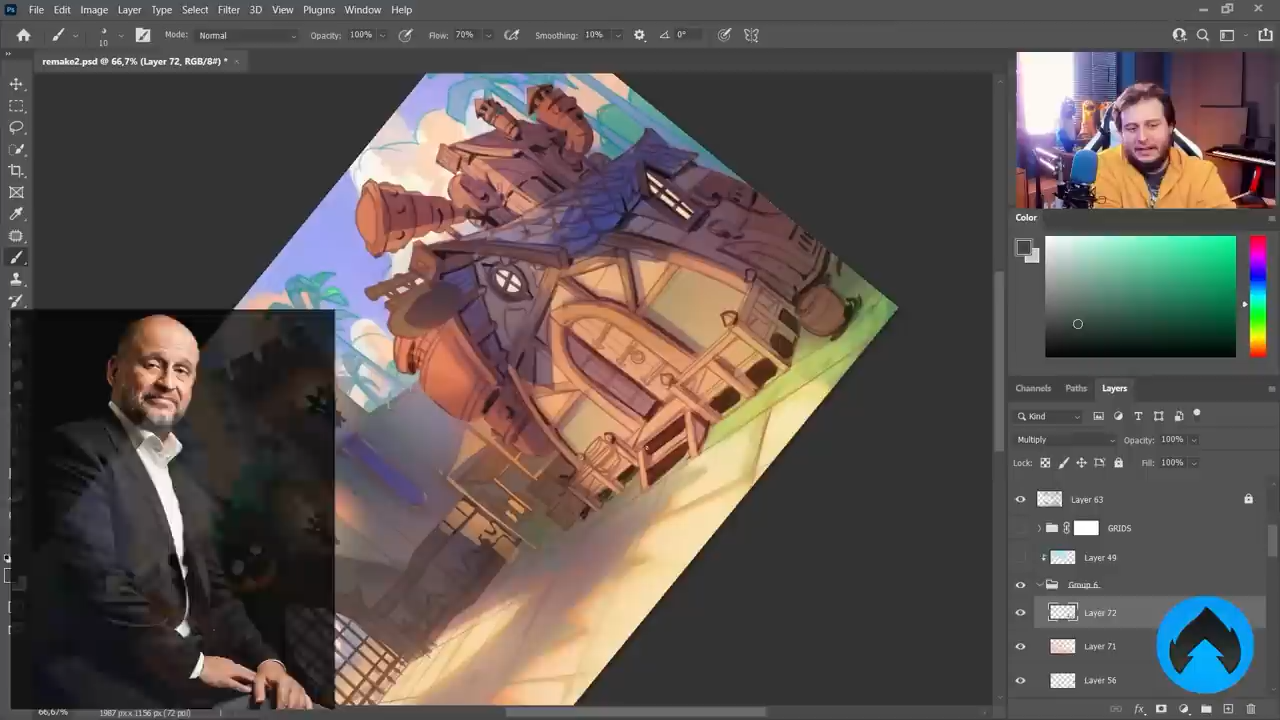 Ps File Edit Image Layer Type Select Filter 3D View Plugins Window Help
10 Mode: Normal Opacity: 100% Flow: 70% Smoothing: 10% 0°
remake2.psd @ 66,7% (Layer 72, RGB/8#) *
Color
Channels Paths Layers
Kind
Multiply Opacity: 100%
Lock: Fill: 100%
Layer 63
GRIDS
Layer 49
Group 6
Layer 72
Layer 71
Layer 56
66,67% 1987 px x 1156 px (72 ppi)